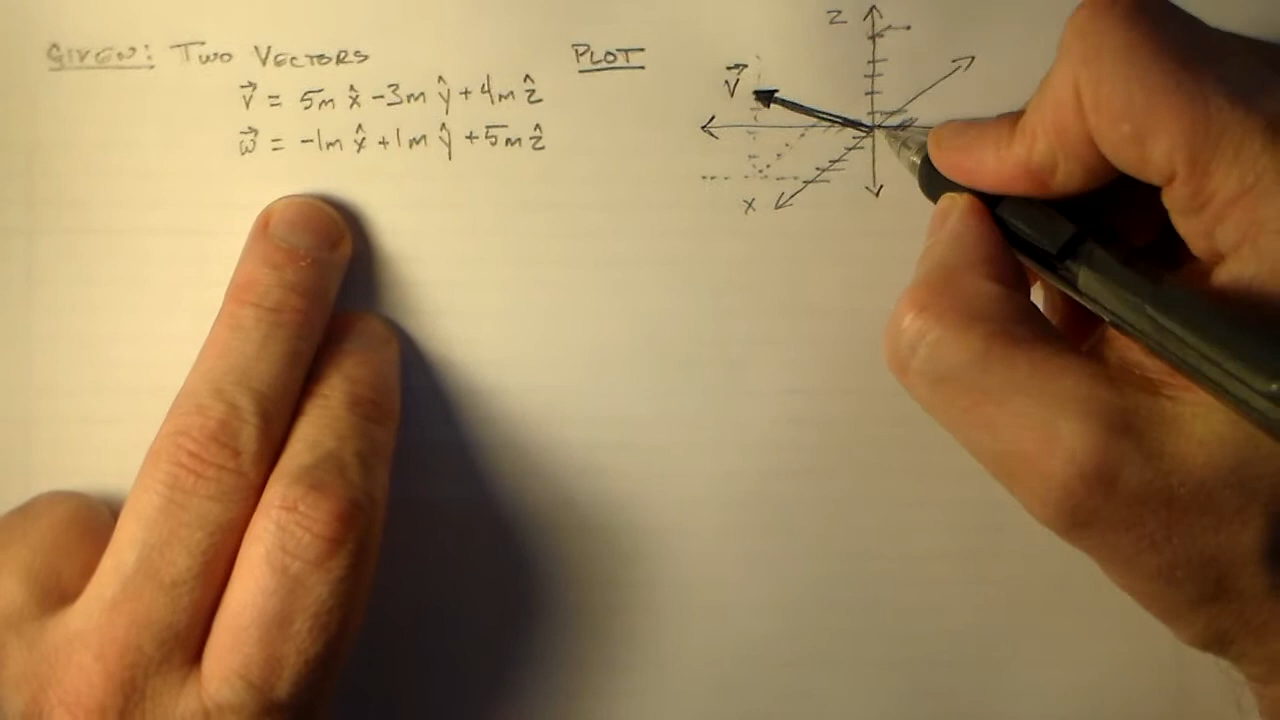 GIVEN: TWO VECTORS
v⃗ = 5m x̂ - 3m ŷ + 4m ẑ
w⃗ = -1m x̂ + 1m ŷ + 5m ẑ
PLOT
z
v⃗
x